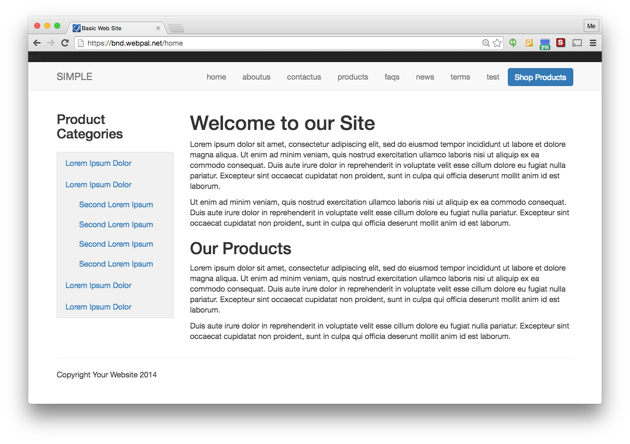 Basic Web Site
Me
https://bnd.webpal.net/home
SIMPLE
home aboutus contactus products faqs news terms test Shop Products
Product
Categories
Lorem Ipsum Dolor
Lorem Ipsum Dolor
Second Lorem Ipsum
Second Lorem Ipsum
Second Lorem Ipsum
Second Lorem Ipsum
Lorem Ipsum Dolor
Lorem Ipsum Dolor
Welcome to our Site
Lorem ipsum dolor sit amet, consectetur adipiscing elit, sed do eiusmod tempor incididunt ut labore et dolore
magna aliqua. Ut enim ad minim veniam, quis nostrud exercitation ullamco laboris nisi ut aliquip ex ea
commodo consequat. Duis aute irure dolor in reprehenderit in voluptate velit esse cillum dolore eu fugiat nulla
pariatur. Excepteur sint occaecat cupidatat non proident, sunt in culpa qui officia deserunt mollit anim id est
laborum.
Ut enim ad minim veniam, quis nostrud exercitation ullamco laboris nisi ut aliquip ex ea commodo consequat.
Duis aute irure dolor in reprehenderit in voluptate velit esse cillum dolore eu fugiat nulla pariatur. Excepteur sint
occaecat cupidatat non proident, sunt in culpa qui officia deserunt mollit anim id est laborum.
Our Products
Lorem ipsum dolor sit amet, consectetur adipiscing elit, sed do eiusmod tempor incididunt ut labore et dolore
magna aliqua. Ut enim ad minim veniam, quis nostrud exercitation ullamco laboris nisi ut aliquip ex ea
commodo consequat. Duis aute irure dolor in reprehenderit in voluptate velit esse cillum dolore eu fugiat nulla
pariatur. Excepteur sint occaecat cupidatat non proident, sunt in culpa qui officia deserunt mollit anim id est
laborum.
Duis aute irure dolor in reprehenderit in voluptate velit esse cillum dolore eu fugiat nulla pariatur. Excepteur sint
occaecat cupidatat non proident, sunt in culpa qui officia deserunt mollit anim id est laborum.
Copyright Your Website 2014